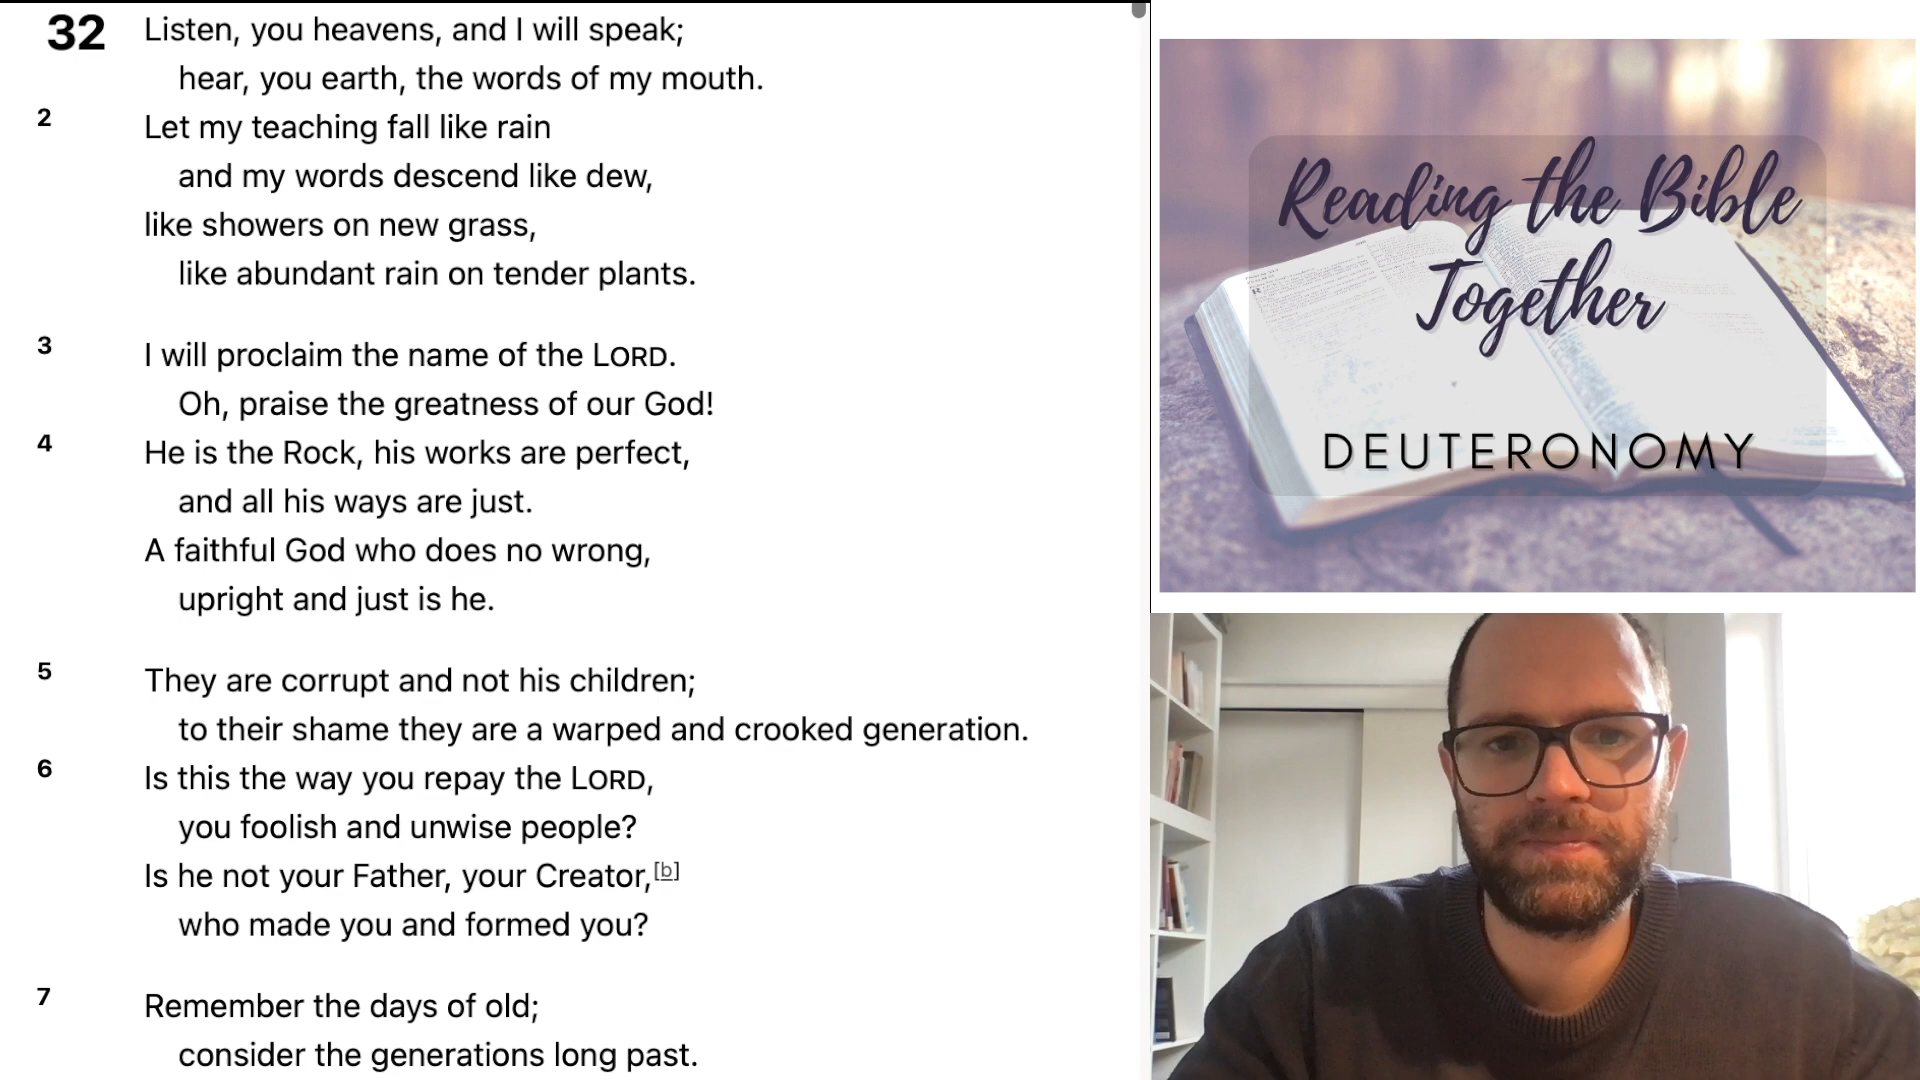 32 Listen, you heavens, and I will speak;
hear, you earth, the words of my mouth.
2 Let my teaching fall like rain
and my words descend like dew,
like showers on new grass,
like abundant rain on tender plants.
3 I will proclaim the name of the LORD.
Oh, praise the greatness of our God!
4 He is the Rock, his works are perfect,
and all his ways are just.
A faithful God who does no wrong,
upright and just is he.
5 They are corrupt and not his children;
to their shame they are a warped and crooked generation.
6 Is this the way you repay the LORD,
you foolish and unwise people?
Is he not your Father, your Creator,[b]
who made you and formed you?
7 Remember the days of old;
consider the generations long past.
Reading the Bible
Together
DEUTERONOMY